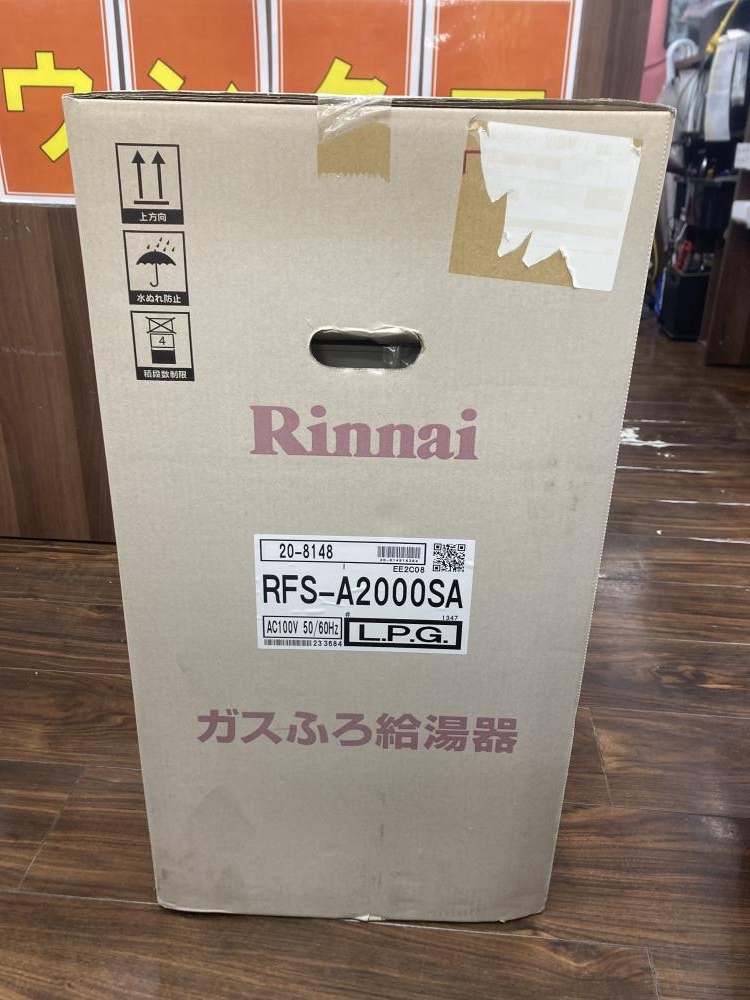 上方向
水ぬれ防止
4
積段数制限
Rinnai
20-8148
EE2C08
RFS-A2000SA
# 1347
AC100V 50/60Hz
L.P.G.
233684
ガスふろ給湯器